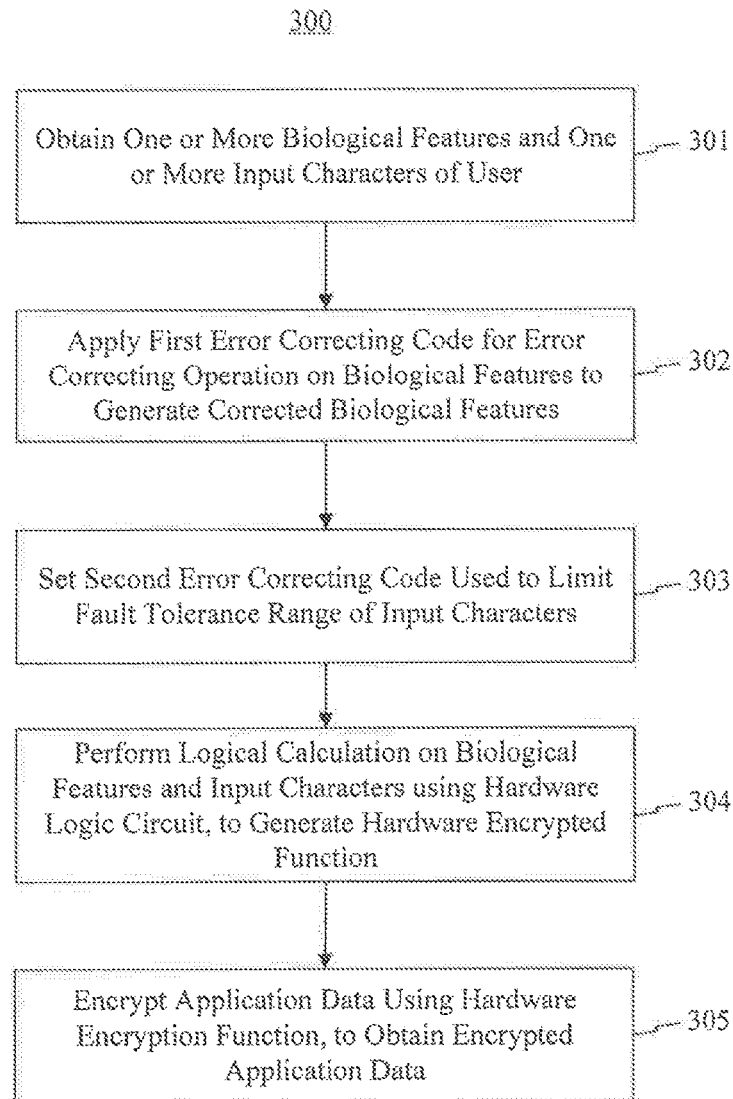 300
Obtain One or More Biological Features and One
or More Input Characters of User
301
Apply First Error Correcting Code for Error
Correcting Operation on Biological Features to
Generate Corrected Biological Features
302
Set Second Error Correcting Code Used to Limit
Fault Tolerance Range of Input Characters
303
Perform Logical Calculation on Biological
Features and Input Characters using Hardware
Logic Circuit, to Generate Hardware Encrypted
Function
304
Encrypt Application Data Using Hardware
Encryption Function, to Obtain Encrypted
Application Data
305